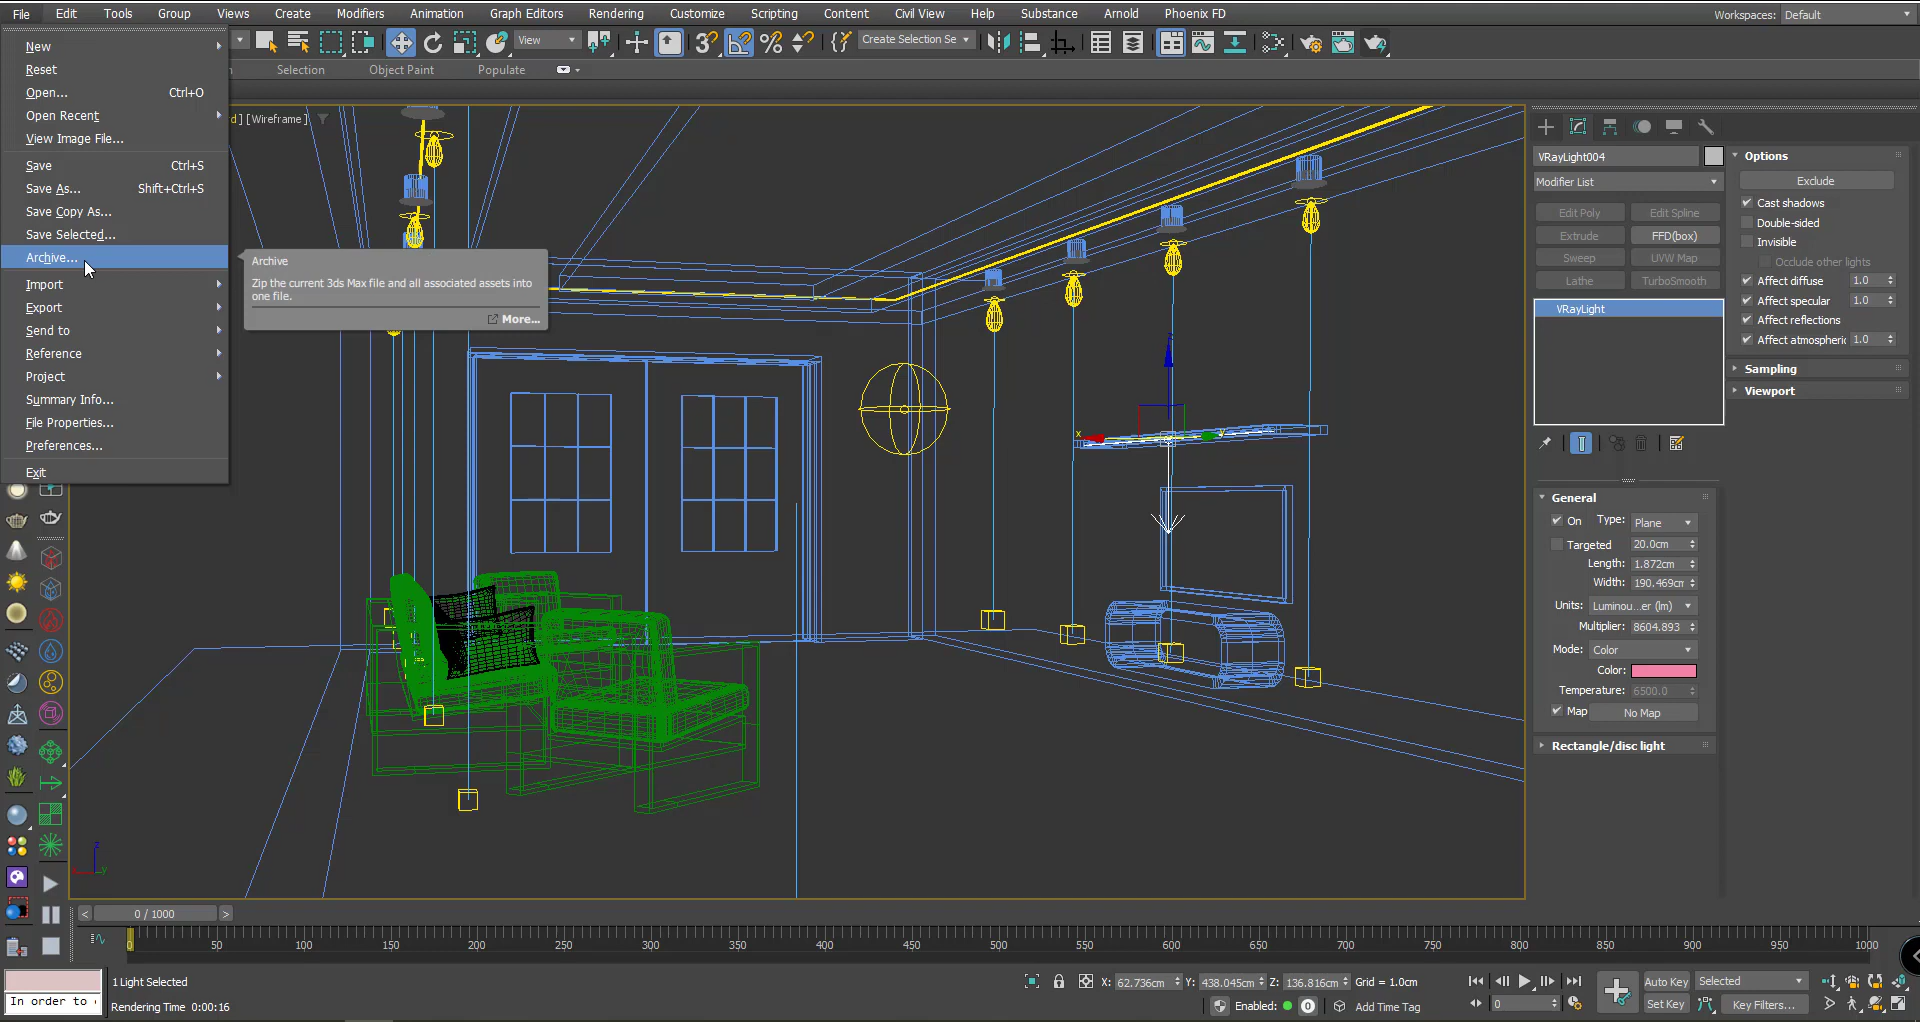 File Edit Tools Group Views Create Modifiers Animation Graph Editors Rendering Customize Scripting Content Civil View Help Substance Arnold Phoenix FD Workspaces: Default
View Create Selection Se
Selection Object Paint Populate
New
Reset
Open... Ctrl+O
Open Recent
View Image File...
Save Ctrl+S
Save As... Shift+Ctrl+S
Save Copy As...
Save Selected...
Archive...
Import
Export
Send to
Reference
Project
Summary Info...
File Properties...
Preferences...
Exit
Archive
Zip the current 3ds Max file and all associated assets into
one file.
More...
d ] [Wireframe ]
x y
z
y
VRayLight004
Modifier List
Edit Poly Edit Spline
Extrude FFD(box)
Sweep UVW Map
Lathe TurboSmooth
VRayLight
General
On Type: Plane
Targeted 20.0cm
Length: 1.872cm
Width: 190.469cm
Units: Luminou...er (lm)
Multiplier: 8604.893
Mode: Color
Color:
Temperature: 6500.0
Map No Map
Rectangle/disc light
Options
Exclude
Cast shadows
Double-sided
Invisible
Occlude other lights
Affect diffuse 1.0
Affect specular 1.0
Affect reflections
Affect atmospheric 1.0
Sampling
Viewport
< 0 / 1000 >
0 50 100 150 200 250 300 350 400 450 500 550 600 650 700 750 800 850 900 950 1000
In order to
1 Light Selected
Rendering Time 0:00:16
X: 62.736cm Y: 438.045cm Z: 136.816cm Grid = 1.0cm
Enabled: 0 Add Time Tag
0
Auto Key Selected
Set Key Key Filters...